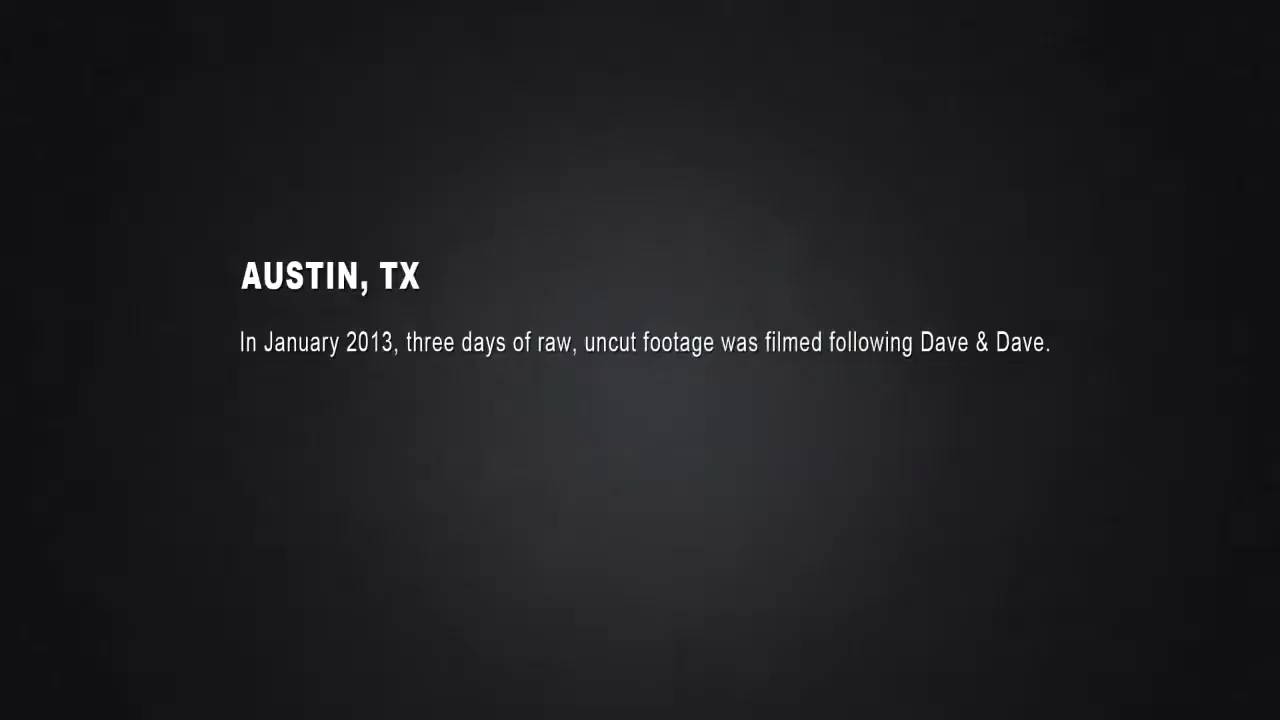 AUSTIN, TX
In January 2013, three days of raw, uncut footage was filmed following Dave & Dave.